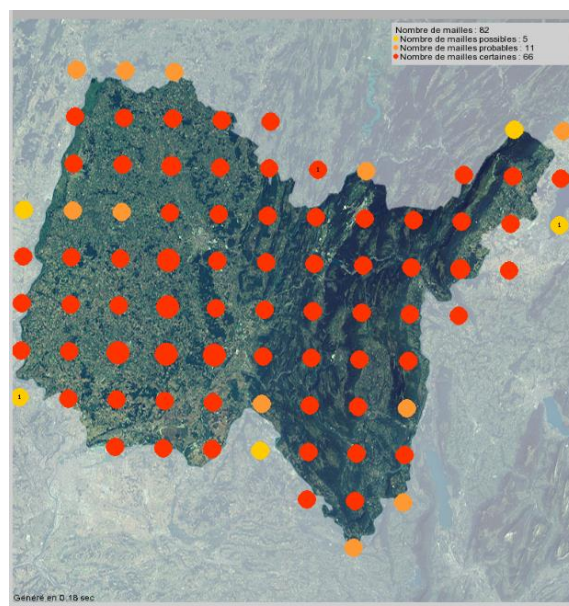 Nombre de mailles : 82
Nombre de mailles possibles : 5
Nombre de mailles probables : 11
Nombre de mailles certaines : 66
1
1
1
Généré en 0.18 sec